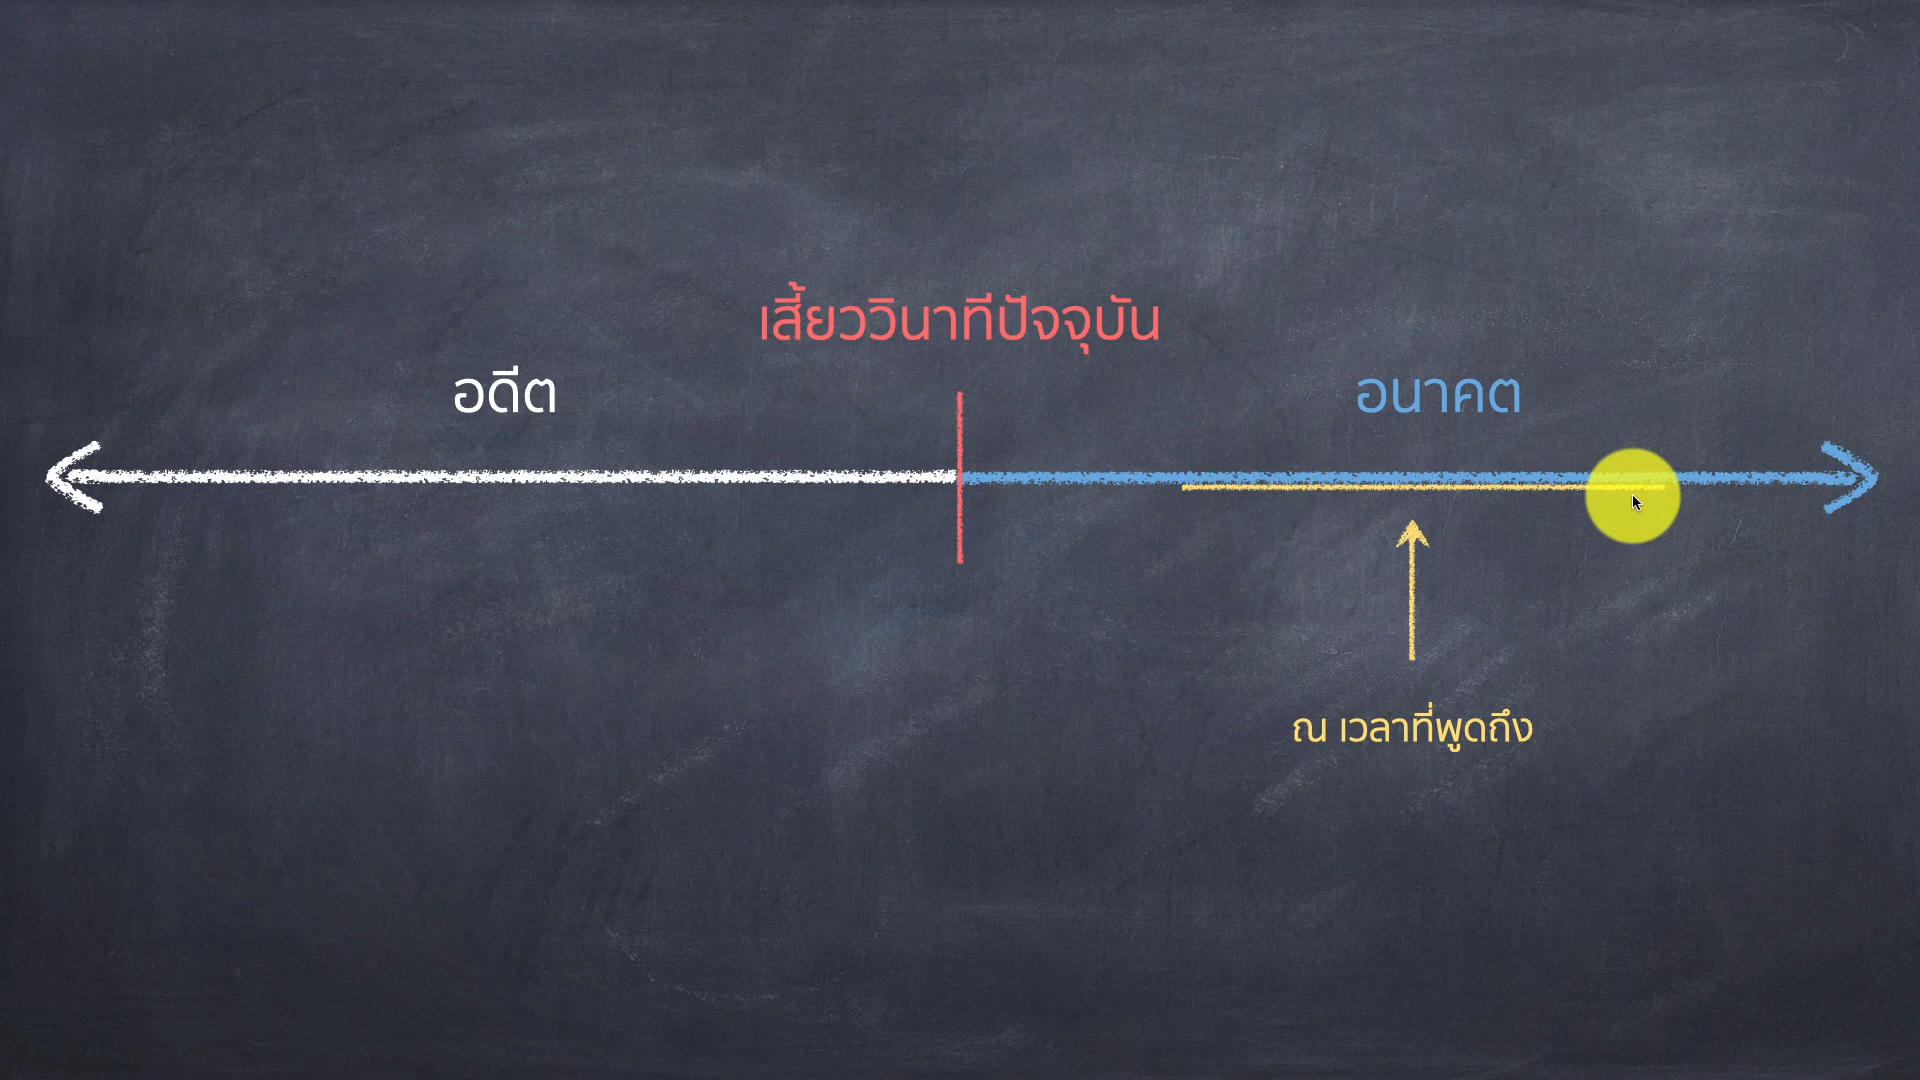 เสี้ยววินาทีปัจจุบัน
อดีต
อนาคต
ณ เวลาที่พูดถึง